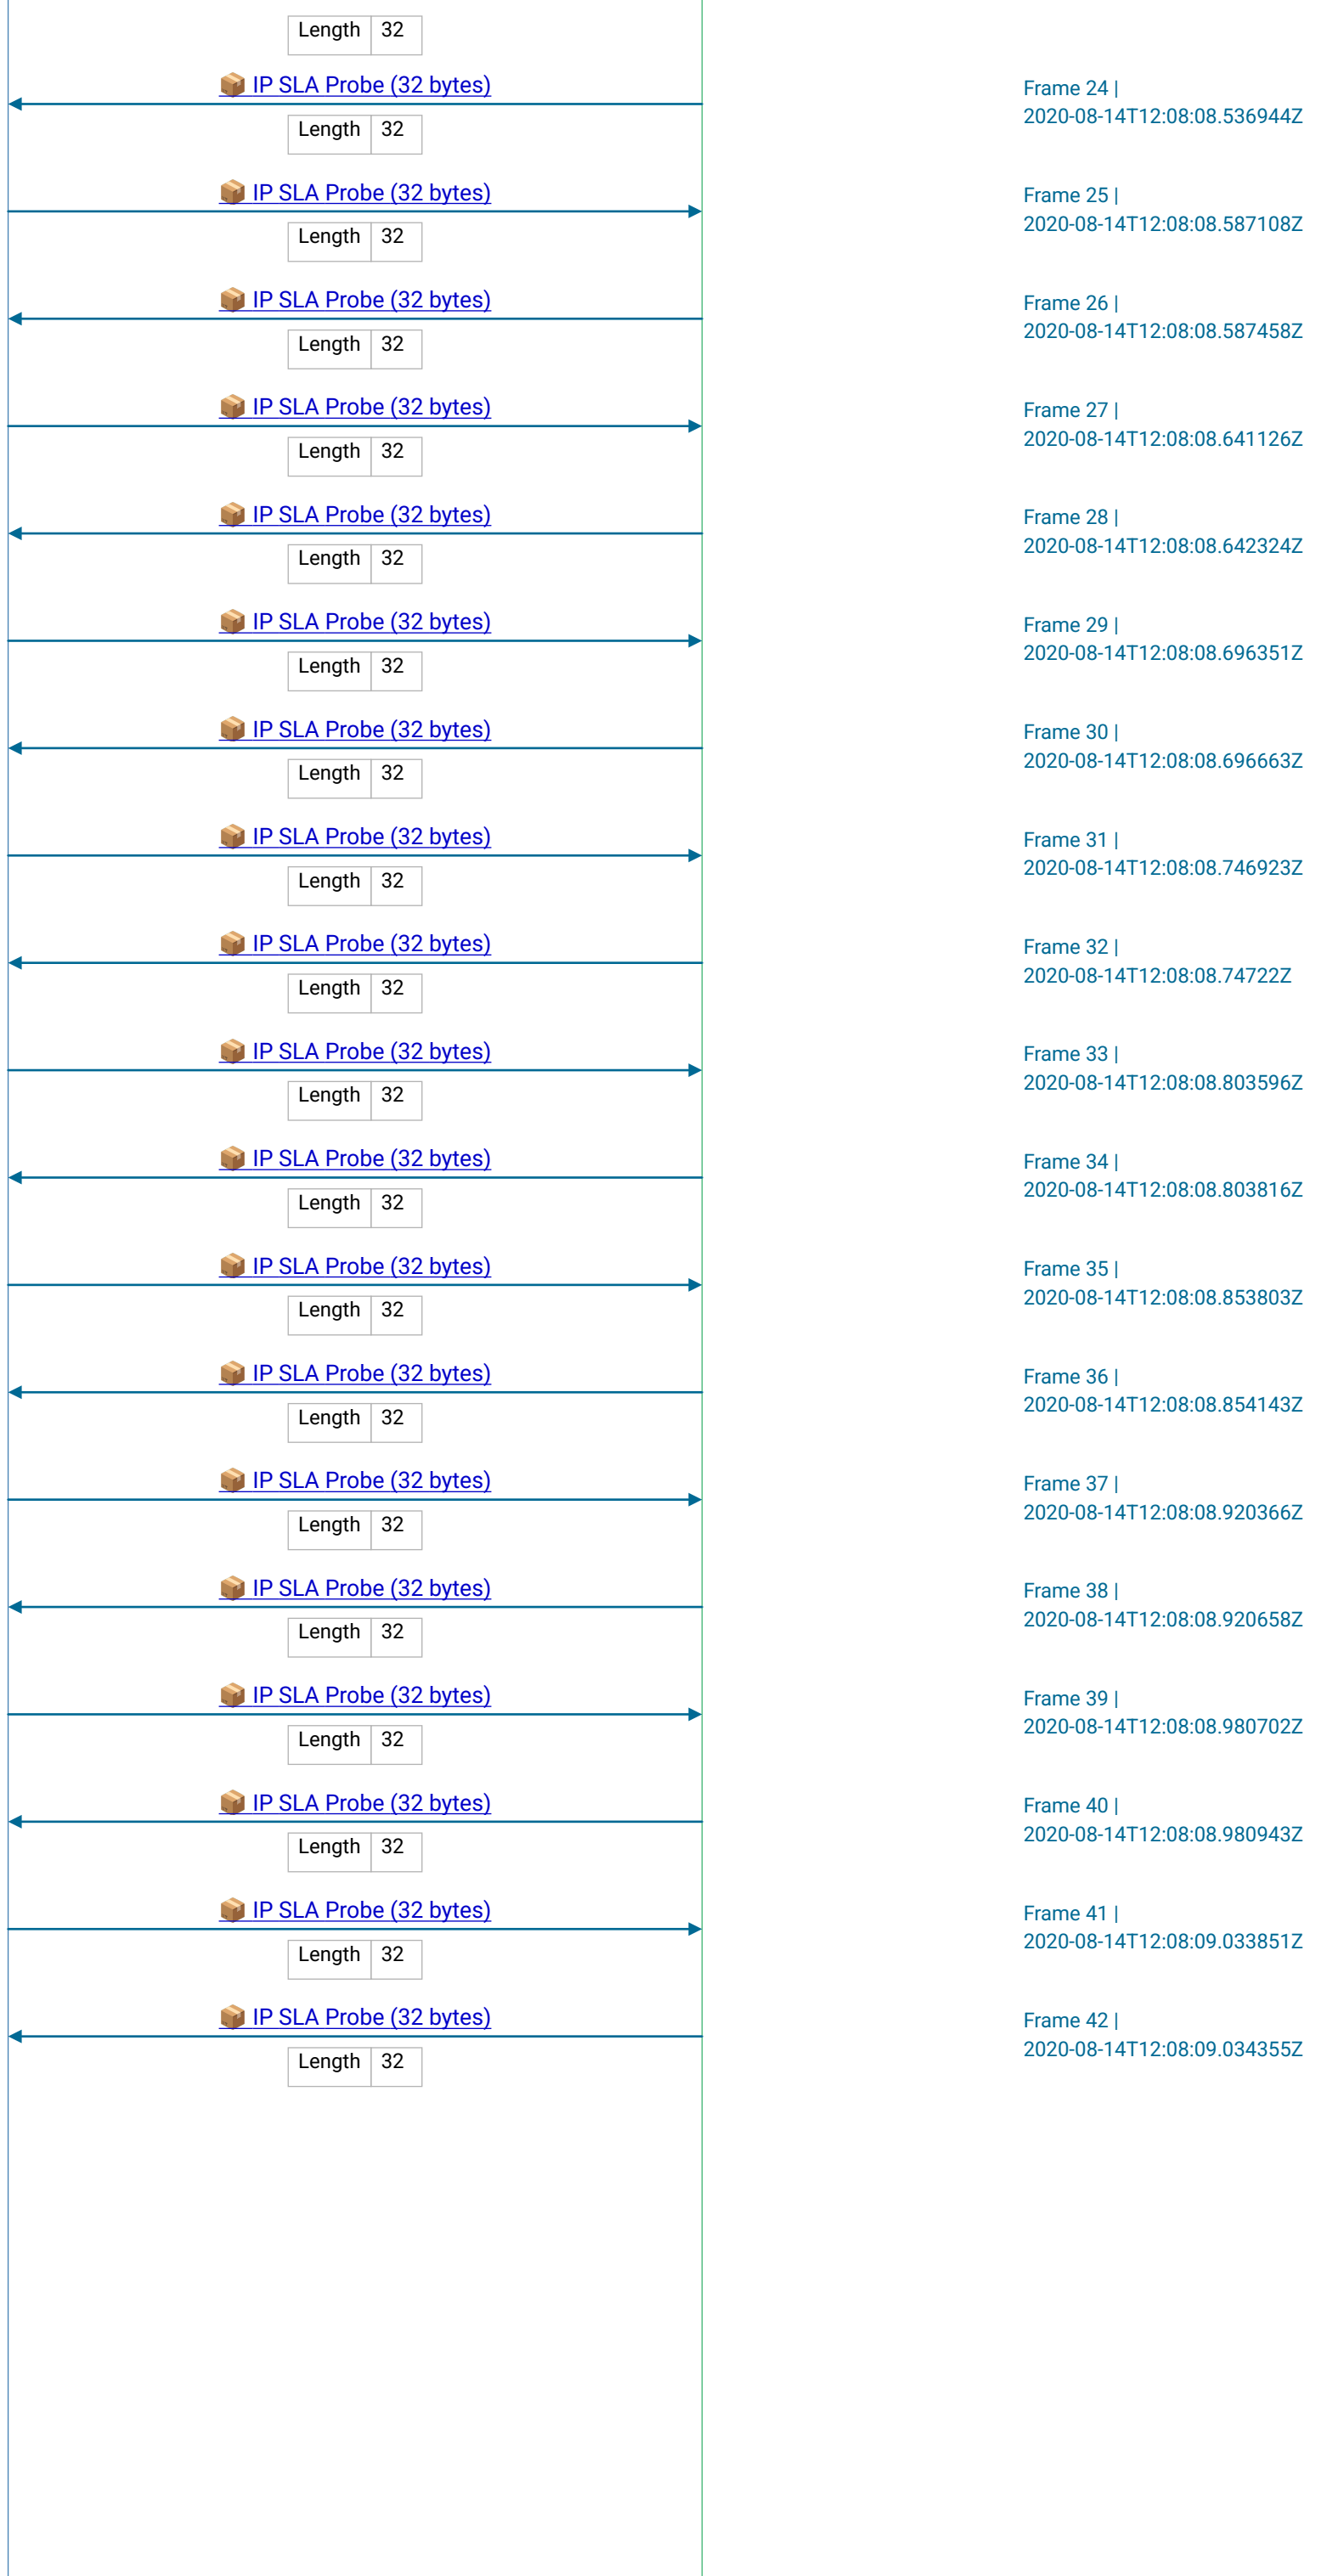 Length 32
📦 IP SLA Probe (32 bytes)
Frame 24 |
2020-08-14T12:08:08.536944Z
Length 32
📦 IP SLA Probe (32 bytes)
Frame 25 |
2020-08-14T12:08:08.587108Z
Length 32
📦 IP SLA Probe (32 bytes)
Frame 26 |
2020-08-14T12:08:08.587458Z
Length 32
📦 IP SLA Probe (32 bytes)
Frame 27 |
2020-08-14T12:08:08.641126Z
Length 32
📦 IP SLA Probe (32 bytes)
Frame 28 |
2020-08-14T12:08:08.642324Z
Length 32
📦 IP SLA Probe (32 bytes)
Frame 29 |
2020-08-14T12:08:08.696351Z
Length 32
📦 IP SLA Probe (32 bytes)
Frame 30 |
2020-08-14T12:08:08.696663Z
Length 32
📦 IP SLA Probe (32 bytes)
Frame 31 |
2020-08-14T12:08:08.746923Z
Length 32
📦 IP SLA Probe (32 bytes)
Frame 32 |
2020-08-14T12:08:08.74722Z
Length 32
📦 IP SLA Probe (32 bytes)
Frame 33 |
2020-08-14T12:08:08.803596Z
Length 32
📦 IP SLA Probe (32 bytes)
Frame 34 |
2020-08-14T12:08:08.803816Z
Length 32
📦 IP SLA Probe (32 bytes)
Frame 35 |
2020-08-14T12:08:08.853803Z
Length 32
📦 IP SLA Probe (32 bytes)
Frame 36 |
2020-08-14T12:08:08.854143Z
Length 32
📦 IP SLA Probe (32 bytes)
Frame 37 |
2020-08-14T12:08:08.920366Z
Length 32
📦 IP SLA Probe (32 bytes)
Frame 38 |
2020-08-14T12:08:08.920658Z
Length 32
📦 IP SLA Probe (32 bytes)
Frame 39 |
2020-08-14T12:08:08.980702Z
Length 32
📦 IP SLA Probe (32 bytes)
Frame 40 |
2020-08-14T12:08:08.980943Z
Length 32
📦 IP SLA Probe (32 bytes)
Frame 41 |
2020-08-14T12:08:09.033851Z
Length 32
📦 IP SLA Probe (32 bytes)
Frame 42 |
2020-08-14T12:08:09.034355Z
Length 32